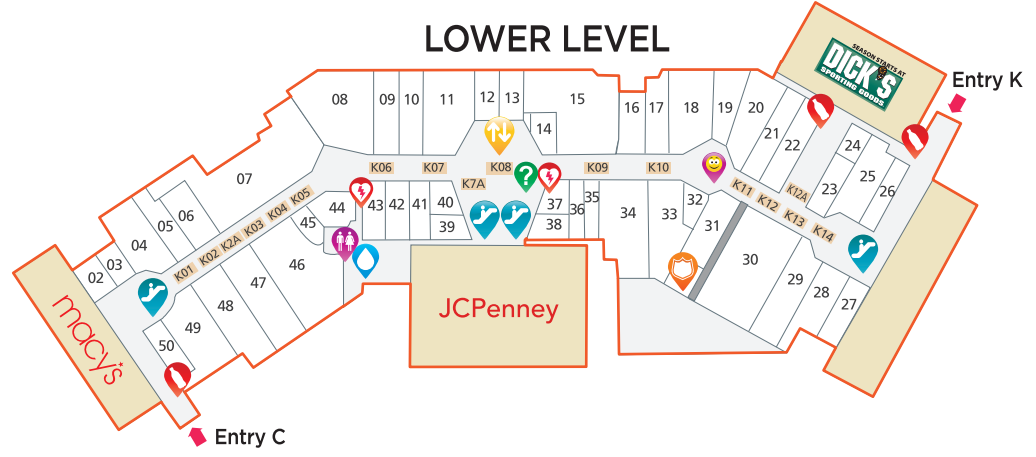 LOWER LEVEL
SEASON STARTS AT
DICK'S
SPORTING GOODS
Entry K
08
09
10
11
12
13
14
15
16
17
18
19
20
21
22
23
24
25
26
07
06
05
04
03
02
K01
K02
K2A
K03
K04
K05
K06
K07
K08
K7A
K09
K10
K11
K12
K12A
K13
K14
?
44
43
42
41
40
39
45
46
47
48
49
50
37
38
36
35
34
33
32
31
30
29
28
27
macy's
JCPenney
Entry C